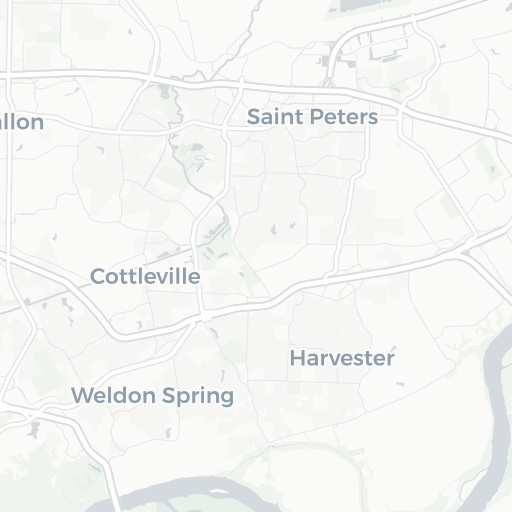 Saint Peters
allon
Cottleville
Harvester
Weldon Spring